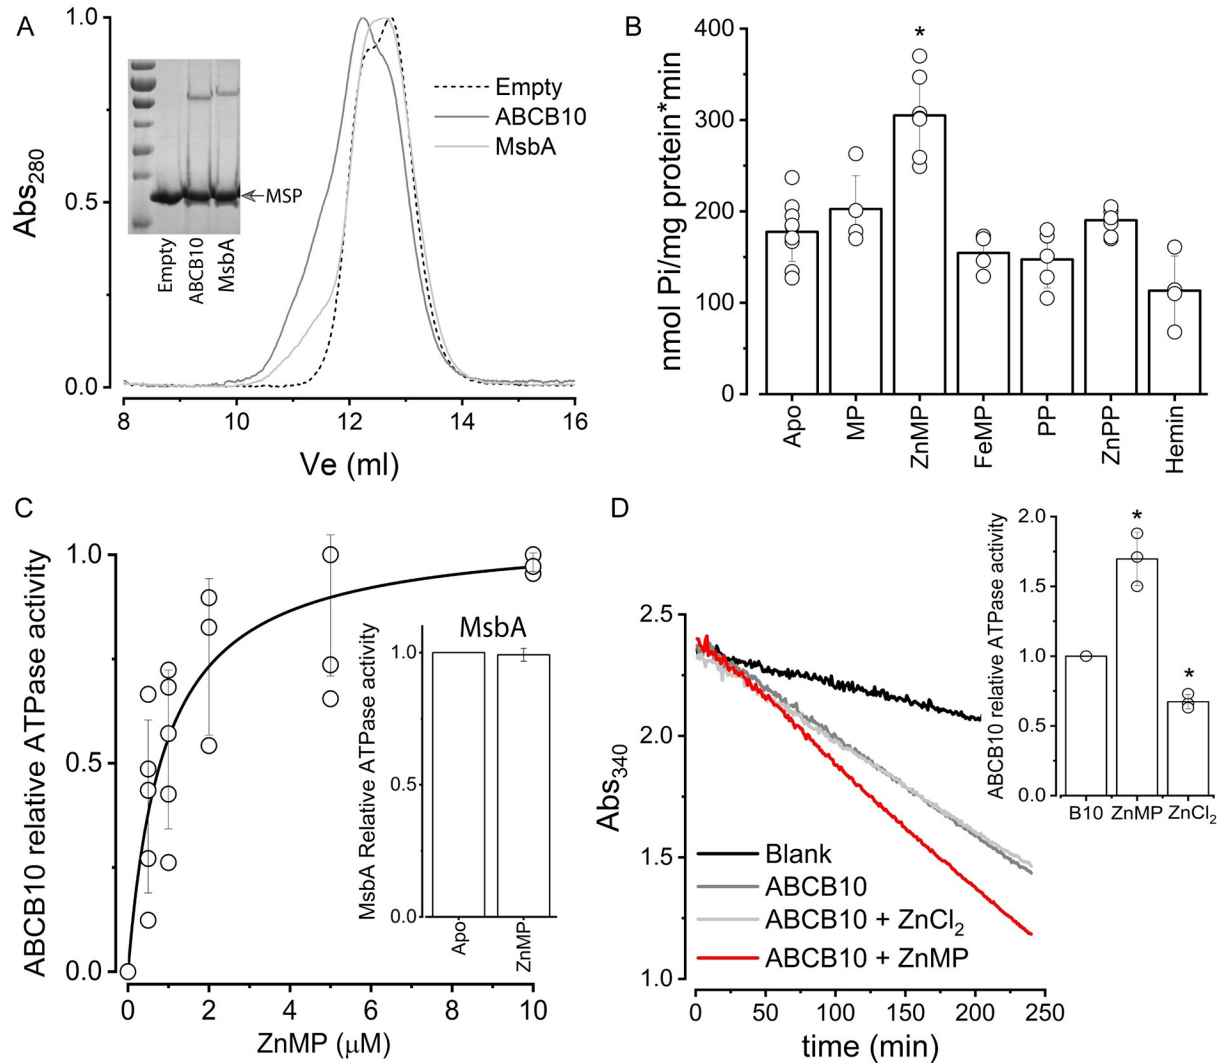 A
1.0
0.5
0.0
Abs280
8
10
12
14
16
Ve (ml)
Empty
ABCB10
MsbA
MSP
Empty
ABCB10
MsbA
B
400
300
200
100
0
nmol Pi/mg protein*min
*
Apo
MP
ZnMP
FeMP
PP
ZnPP
Hemin
C
1.0
0.5
0.0
ABCB10 relative ATPase activity
0
2
4
6
8
10
ZnMP (μM)
MsbA
1.0
0.5
0.0
MsbA Relative ATPase activity
Apo
ZnMP
D
2.5
2.0
1.5
1.0
Abs340
0
50
100
150
200
250
time (min)
Blank
ABCB10
ABCB10 + ZnCl2
ABCB10 + ZnMP
2.0
1.5
1.0
0.5
0.0
ABCB10 relative ATPase activity
*
*
B10 ZnMP ZnCl2